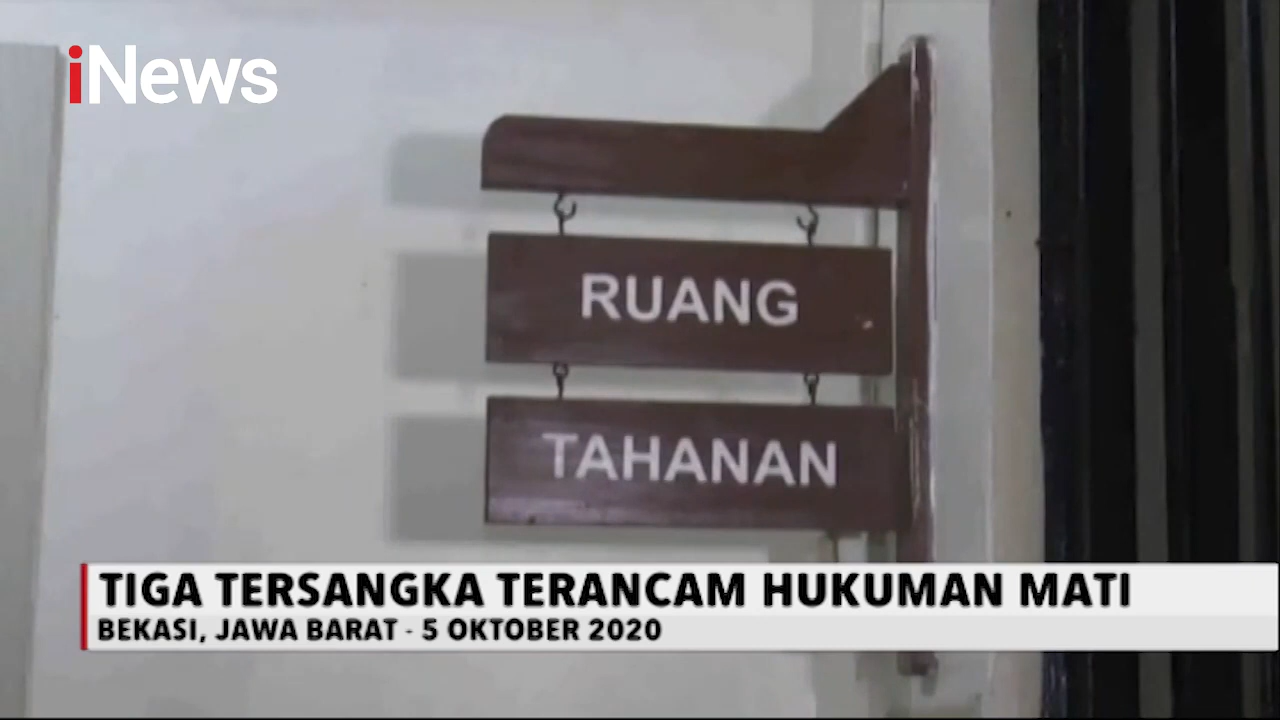 iNews
RUANG
TAHANAN
TIGA TERSANGKA TERANCAM HUKUMAN MATI
BEKASI, JAWA BARAT - 5 OKTOBER 2020